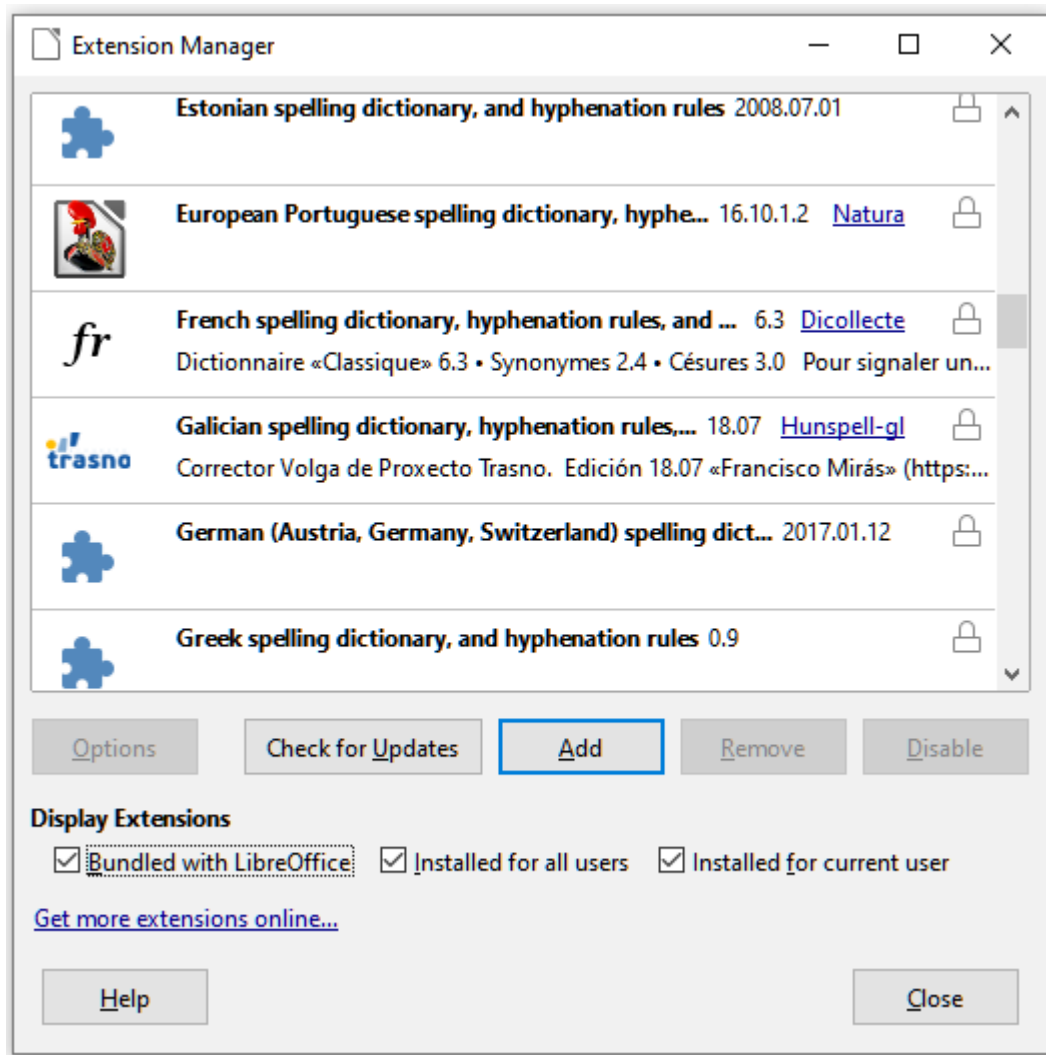 Extension Manager
Estonian spelling dictionary, and hyphenation rules 2008.07.01
European Portuguese spelling dictionary, hyphe... 16.10.1.2 Natura
fr
French spelling dictionary, hyphenation rules, and ... 6.3 Dicollecte
Dictionnaire «Classique» 6.3 • Synonymes 2.4 • Césures 3.0 Pour signaler un...
trasno
Galician spelling dictionary, hyphenation rules,... 18.07 Hunspell-gl
Corrector Volga de Proxecto Trasno. Edición 18.07 «Francisco Mirás» (https:...
German (Austria, Germany, Switzerland) spelling dict... 2017.01.12
Greek spelling dictionary, and hyphenation rules 0.9
Options Check for Updates Add Remove Disable
Display Extensions
Bundled with LibreOffice Installed for all users Installed for current user
Get more extensions online...
Help Close